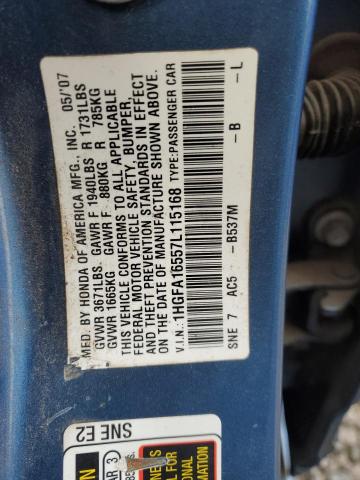 MFD. BY HONDA OF AMERICA MFG., INC. 05/'07
GVWR 3671LBS GAWR F 1940LBS R 1731LBS
GVWR 1665KG GAWR F 880KG R 785KG
THIS VEHICLE CONFORMS TO ALL APPLICABLE
FEDERAL MOTOR VEHICLE SAFETY, BUMPER,
AND THEFT PREVENTION STANDARDS IN EFFECT
ON THE DATE OF MANUFACTURE SHOWN ABOVE.
V.I.N.: 1HGFA16557L115168 TYPE:PASSENGER CAR
SNE 7 AC5 - B537M - B - L
SNE E2